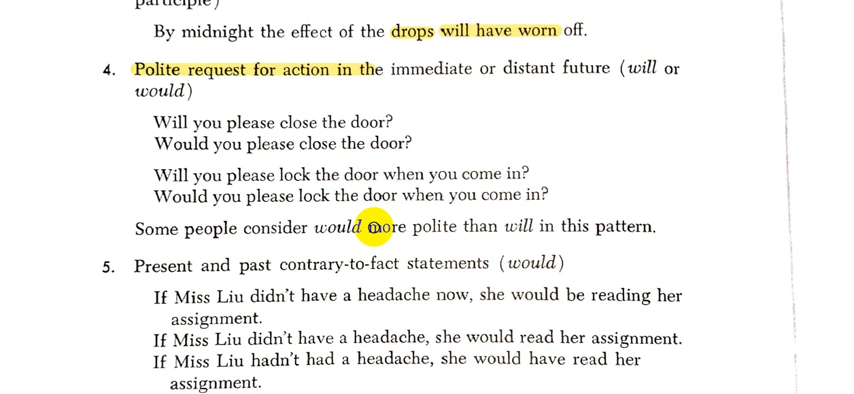 participle)
By midnight the effect of the drops will have worn off.
4. Polite request for action in the immediate or distant future (will or
would)
Will you please close the door?
Would you please close the door?
Will you please lock the door when you come in?
Would you please lock the door when you come in?
Some people consider would more polite than will in this pattern.
5. Present and past contrary-to-fact statements (would)
If Miss Liu didn't have a headache now, she would be reading her
assignment.
If Miss Liu didn't have a headache, she would read her assignment.
If Miss Liu hadn't had a headache, she would have read her
assignment.